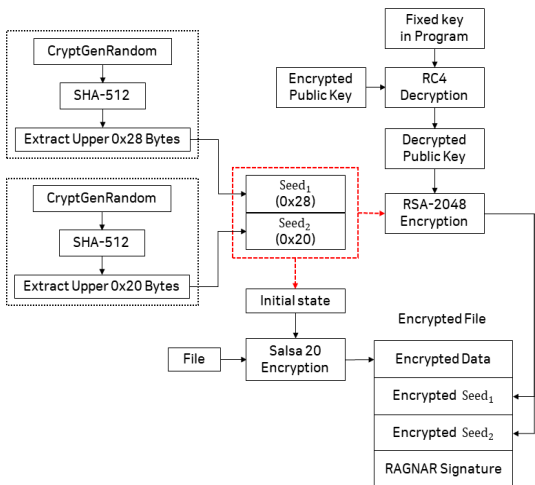 CryptGenRandom
SHA-512
Extract Upper 0x28 Bytes
CryptGenRandom
SHA-512
Extract Upper 0x20 Bytes
Fixed key
in Program
Encrypted
Public Key
RC4
Decryption
Decrypted
Public Key
Seed₁
(0x28)
Seed₂
(0x20)
RSA-2048
Encryption
Initial state
File
Salsa 20
Encryption
Encrypted File
Encrypted Data
Encrypted Seed₁
Encrypted Seed₂
RAGNAR Signature